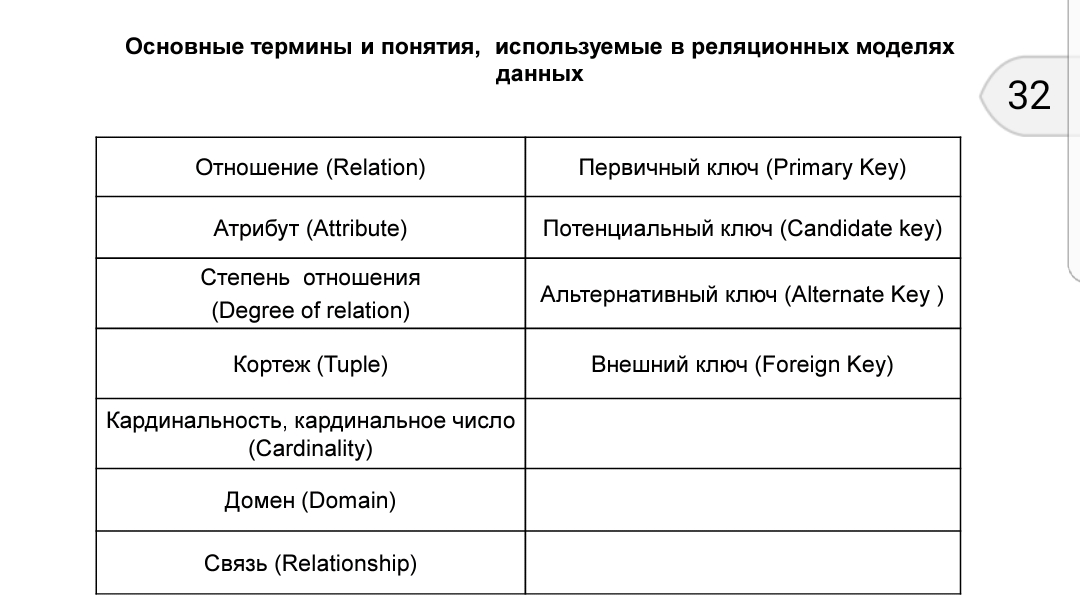 Основные термины и понятия,  используемые в реляционных моделях
данных
32
Отношение (Relation)
Первичный ключ (Primary Key)
Атрибут (Attribute)
Потенциальный ключ (Candidate key)
Степень  отношения
(Degree of relation)
Альтернативный ключ (Alternate Key )
Кортеж (Tuple)
Внешний ключ (Foreign Key)
Кардинальность, кардинальное число
(Cardinality)
Домен (Domain)
Связь (Relationship)